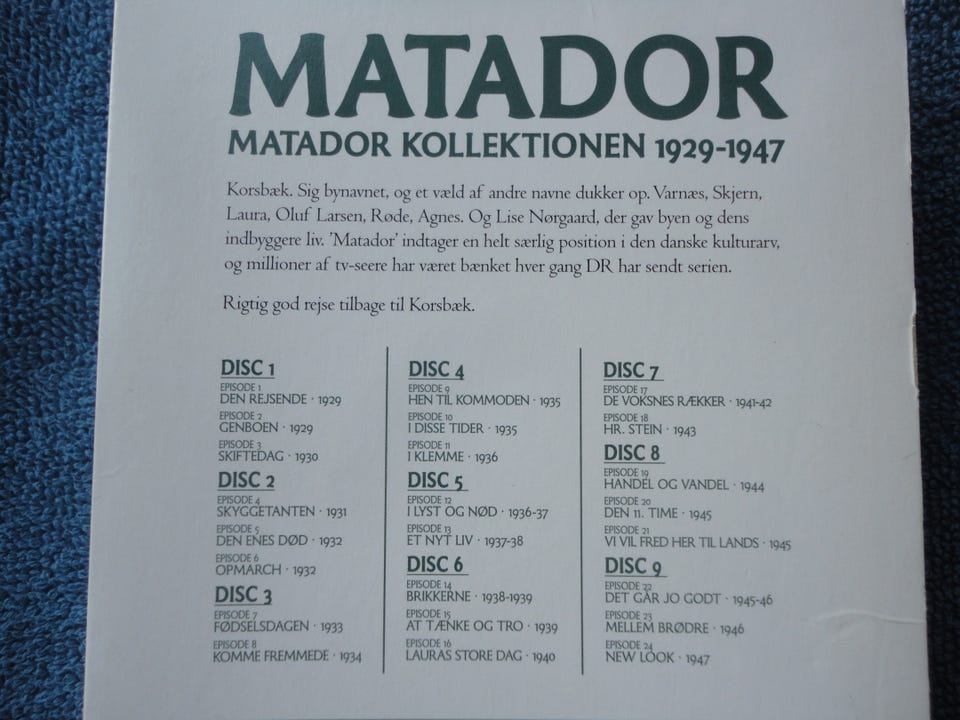 MATADOR
MATADOR KOLLEKTIONEN 1929-1947
Korsbæk. Sig bynavnet, og et væld af andre navne dukker op. Varnæs, Skjern,
Laura, Oluf Larsen, Røde, Agnes. Og Lise Nørgaard, der gav byen og dens
indbyggere liv. 'Matador' indtager en helt særlig position i den danske kulturarv,
og millioner af tv-seere har været bænket hver gang DR har sendt serien.
Rigtig god rejse tilbage til Korsbæk.
DISC 1
EPISODE 1
DEN REJSENDE · 1929
EPISODE 2
GENBOEN · 1929
EPISODE 3
SKIFTEDAG · 1930
DISC 2
EPISODE 4
SKYGGETANTEN · 1931
EPISODE 5
DEN ENES DØD · 1932
EPISODE 6
OPMARCH · 1932
DISC 3
EPISODE 7
FØDSELSDAGEN · 1933
EPISODE 8
KOMME FREMMEDE · 1934
DISC 4
EPISODE 9
HEN TIL KOMMODEN · 1935
EPISODE 10
I DISSE TIDER · 1935
EPISODE 11
I KLEMME · 1936
DISC 5
EPISODE 12
I LYST OG NØD · 1936-37
EPISODE 13
ET NYT LIV · 1937-38
DISC 6
EPISODE 14
BRIKKERNE · 1938-1939
EPISODE 15
AT TÆNKE OG TRO · 1939
EPISODE 16
LAURAS STORE DAG · 1940
DISC 7
EPISODE 17
DE VOKSNES RÆKKER · 1941-42
EPISODE 18
HR. STEIN · 1943
DISC 8
EPISODE 19
HANDEL OG VANDEL · 1944
EPISODE 20
DEN 11. TIME · 1945
EPISODE 21
VI VIL FRED HER TIL LANDS · 1945
DISC 9
EPISODE 22
DET GÅR JO GODT · 1945-46
EPISODE 23
MELLEM BRØDRE · 1946
EPISODE 24
NEW LOOK · 1947